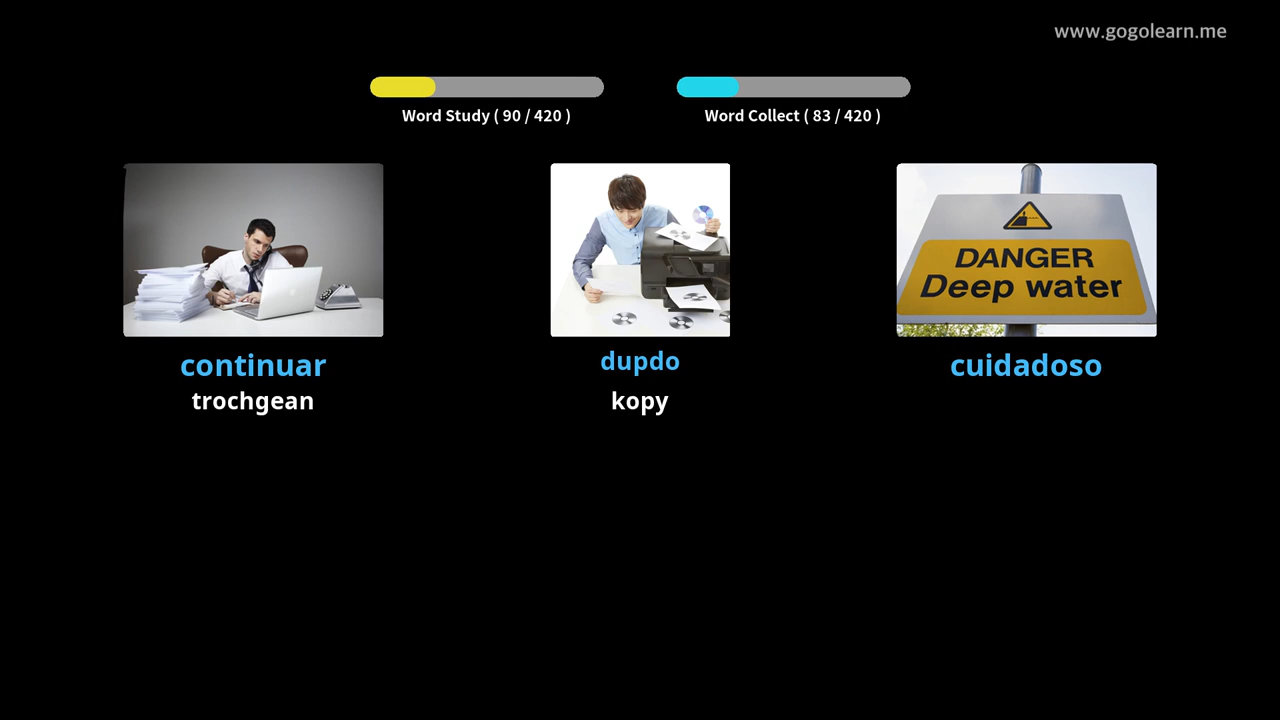 www.gogolearn.me
Word Study ( 90 / 420 )
Word Collect ( 83 / 420 )
DANGER
Deep water
continuar
trochgean
dupdo
kopy
cuidadoso